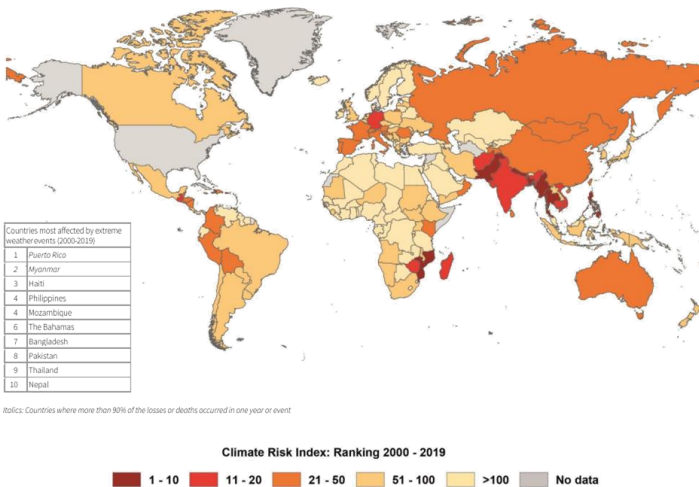 Countries most affected by extreme
weather events (2000-2019)
1 Puerto Rico
2 Myanmar
3 Haiti
4 Philippines
4 Mozambique
6 The Bahamas
7 Bangladesh
8 Pakistan
9 Thailand
10 Nepal
Italics: Countries where more than 90% of the losses or deaths occurred in one year or event
Climate Risk Index: Ranking 2000 - 2019
1 - 10 11 - 20 21 - 50 51 - 100 >100 No data